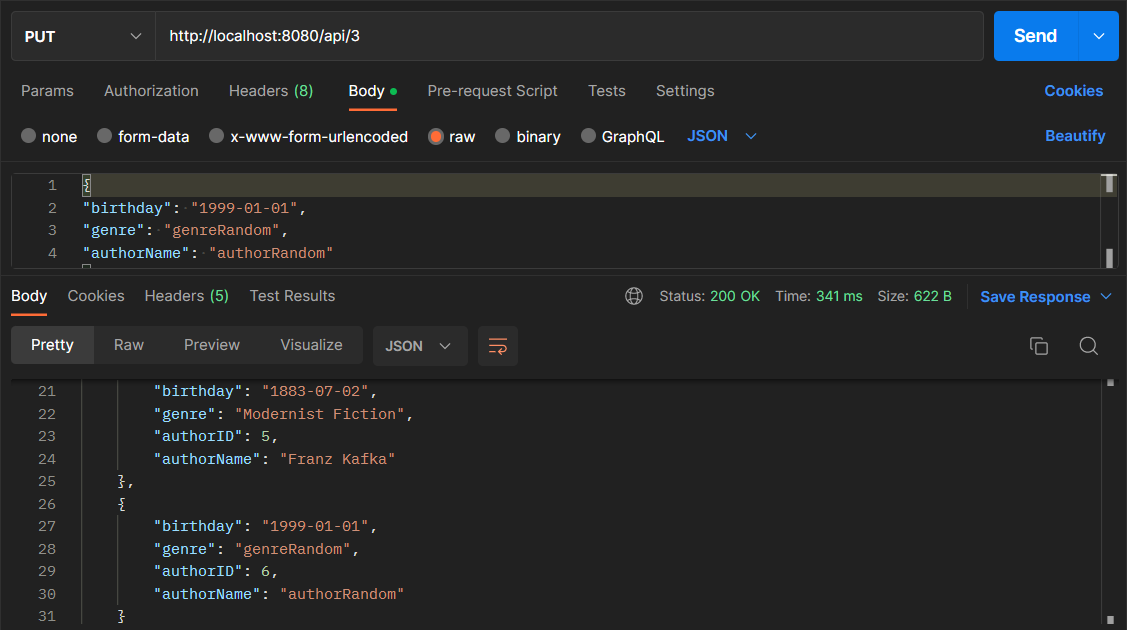 PUT http://localhost:8080/api/3 Send
Params Authorization Headers (8) Body Pre-request Script Tests Settings Cookies
none form-data x-www-form-urlencoded raw binary GraphQL JSON Beautify
1 {
2 "birthday": "1999-01-01",
3 "genre": "genreRandom",
4 "authorName": "authorRandom"
Body Cookies Headers (5) Test Results Status: 200 OK Time: 341 ms Size: 622 B Save Response
Pretty Raw Preview Visualize JSON
21 "birthday": "1883-07-02",
22 "genre": "Modernist Fiction",
23 "authorID": 5,
24 "authorName": "Franz Kafka"
25 },
26 {
27 "birthday": "1999-01-01",
28 "genre": "genreRandom",
29 "authorID": 6,
30 "authorName": "authorRandom"
31 }